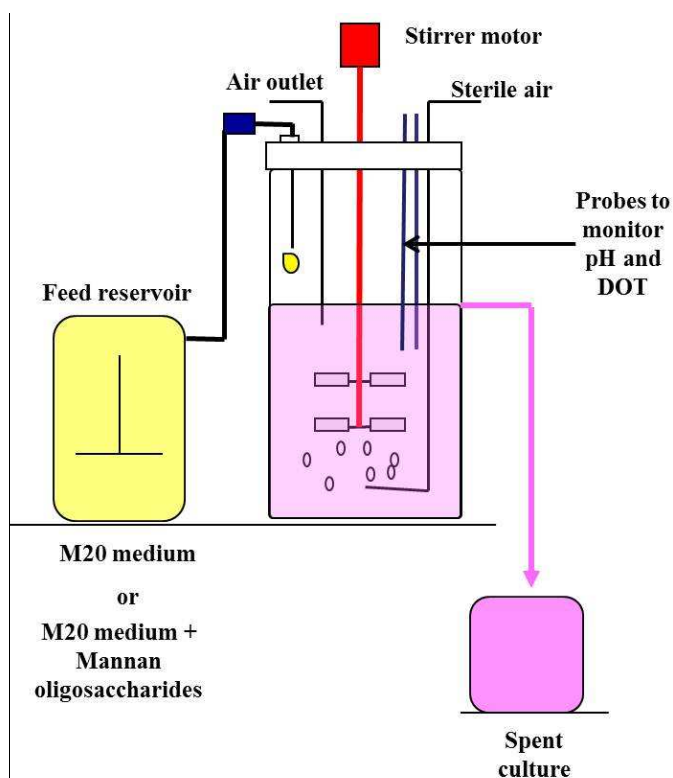 Stirrer motor
Air outlet
Sterile air
Probes to
monitor
pH and
DOT
Feed reservoir
M20 medium
or
M20 medium +
Mannan
oligosaccharides
Spent
culture